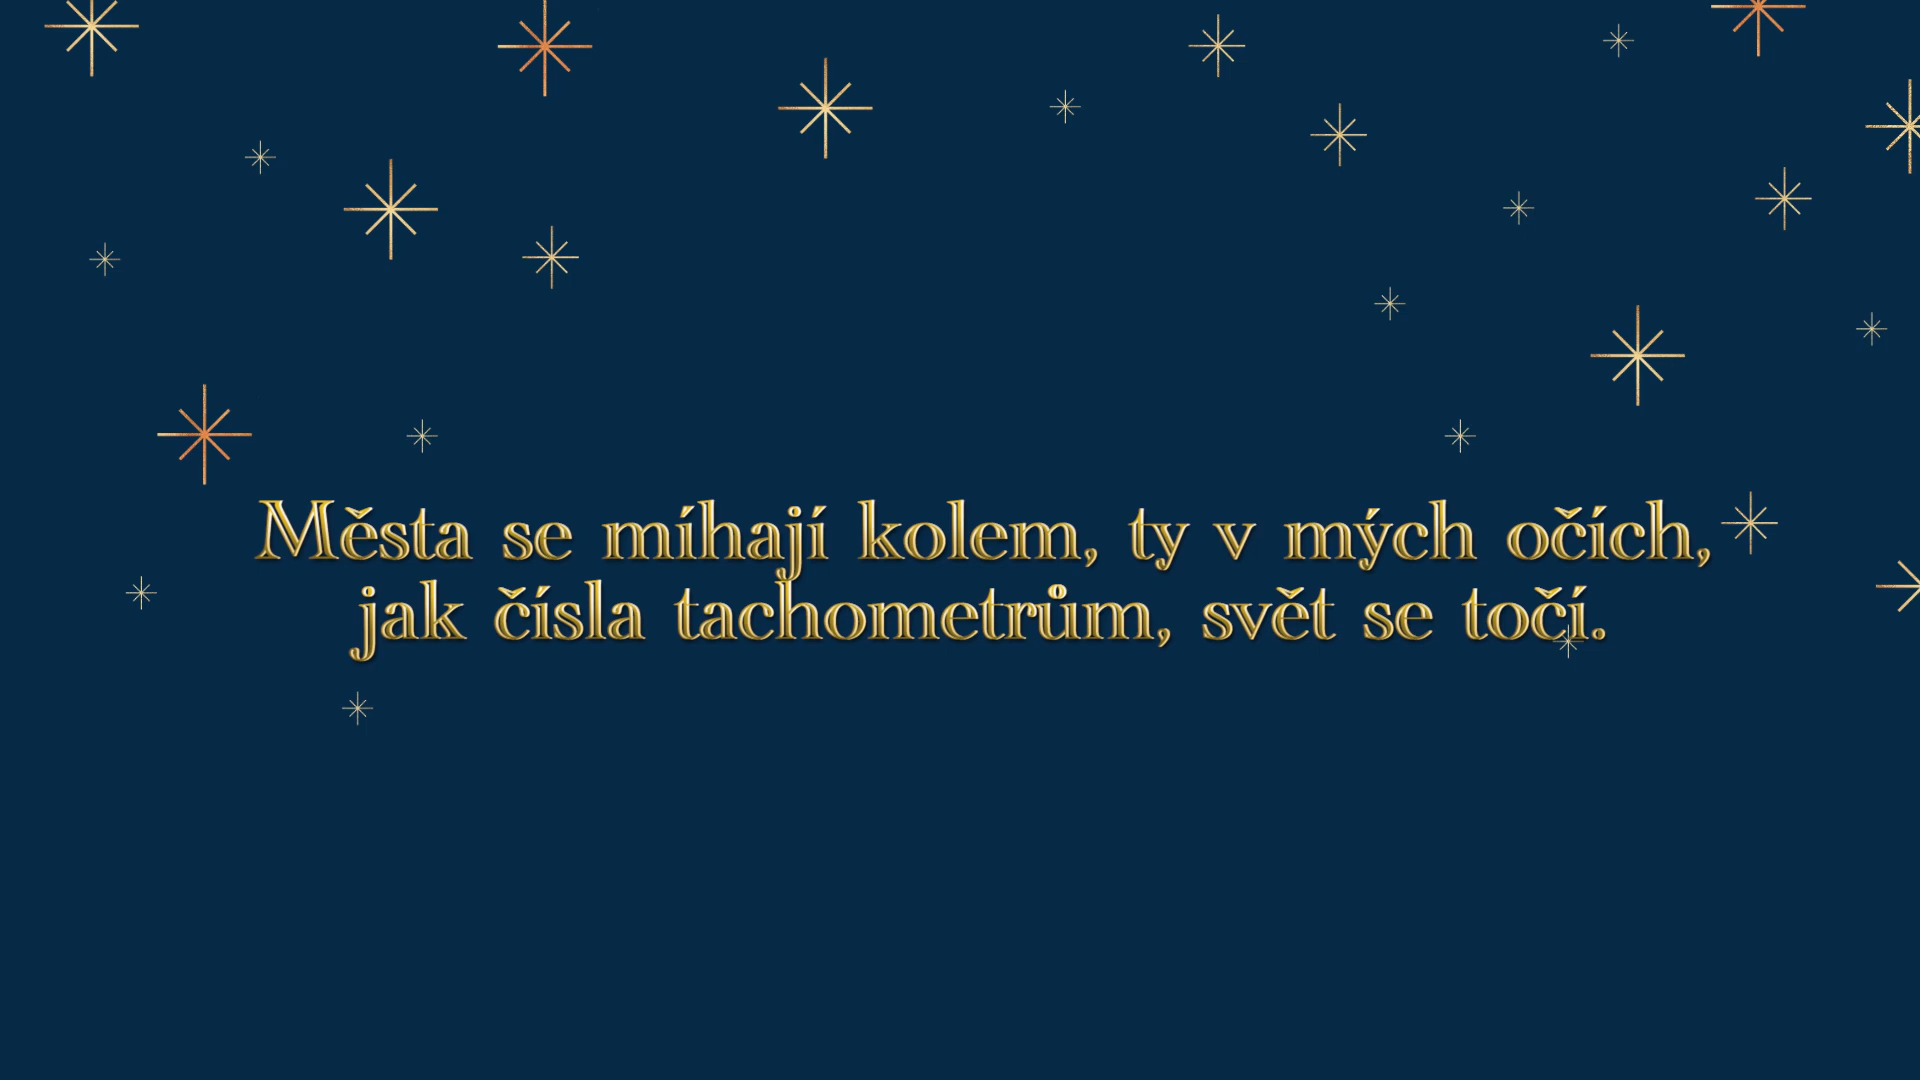 Města se míhají kolem, ty v mých očích,
jak čísla tachometrům, svět se točí.